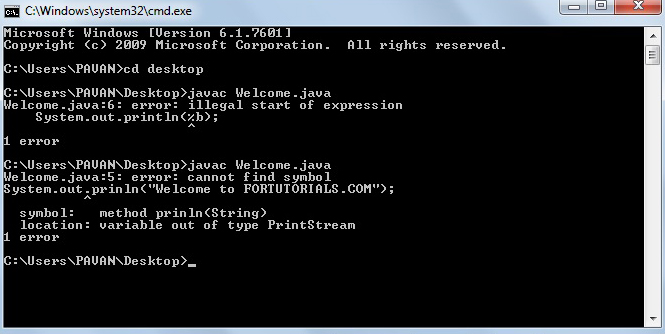 C:\Windows\system32\cmd.exe
Microsoft Windows [Version 6.1.7601]
Copyright (c) 2009 Microsoft Corporation. All rights reserved.
C:\Users\PAVAN>cd desktop
C:\Users\PAVAN\Desktop>javac Welcome.java
Welcome.java:6: error: illegal start of expression
System.out.println(%b);
^
1 error
C:\Users\PAVAN\Desktop>javac Welcome.java
Welcome.java:5: error: cannot find symbol
System.out.prinln("Welcome to FORTUTORIALS.COM");
^
symbol: method prinln(String)
location: variable out of type PrintStream
1 error
C:\Users\PAVAN\Desktop>_